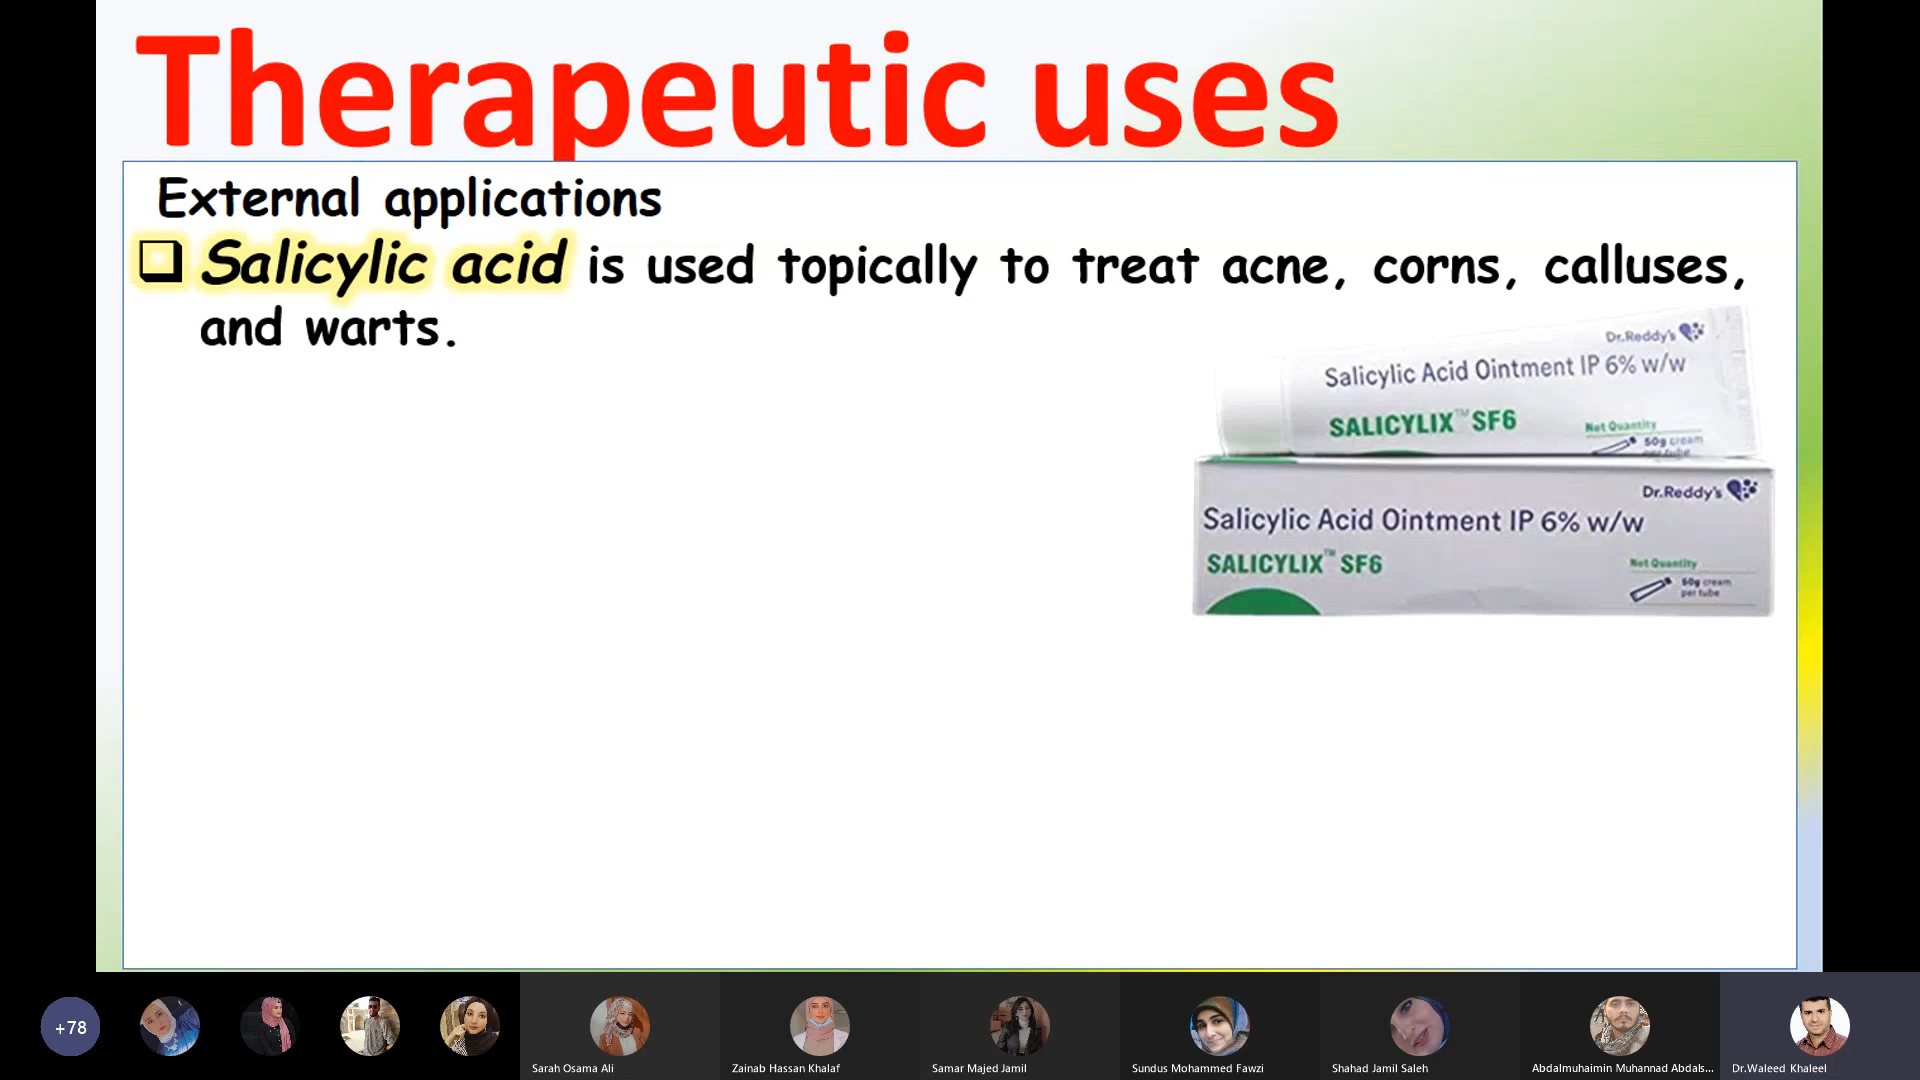 Therapeutic uses
External applications
❑ Salicylic acid is used topically to treat acne, corns, calluses,
and warts.
Dr.Reddy's
Salicylic Acid Ointment IP 6% w/w
SALICYLIX™ SF6
Net Quantity
50g cream
per tube
Dr.Reddy's
Salicylic Acid Ointment IP 6% w/w
SALICYLIX™ SF6
Net Quantity
50g cream
per tube
+78
Sarah Osama Ali
Zainab Hassan Khalaf
Samar Majed Jamil
Sundus Mohammed Fawzi
Shahad Jamil Saleh
Abdalmuhaimin Muhannad Abdals...
Dr.Waleed Khaleel